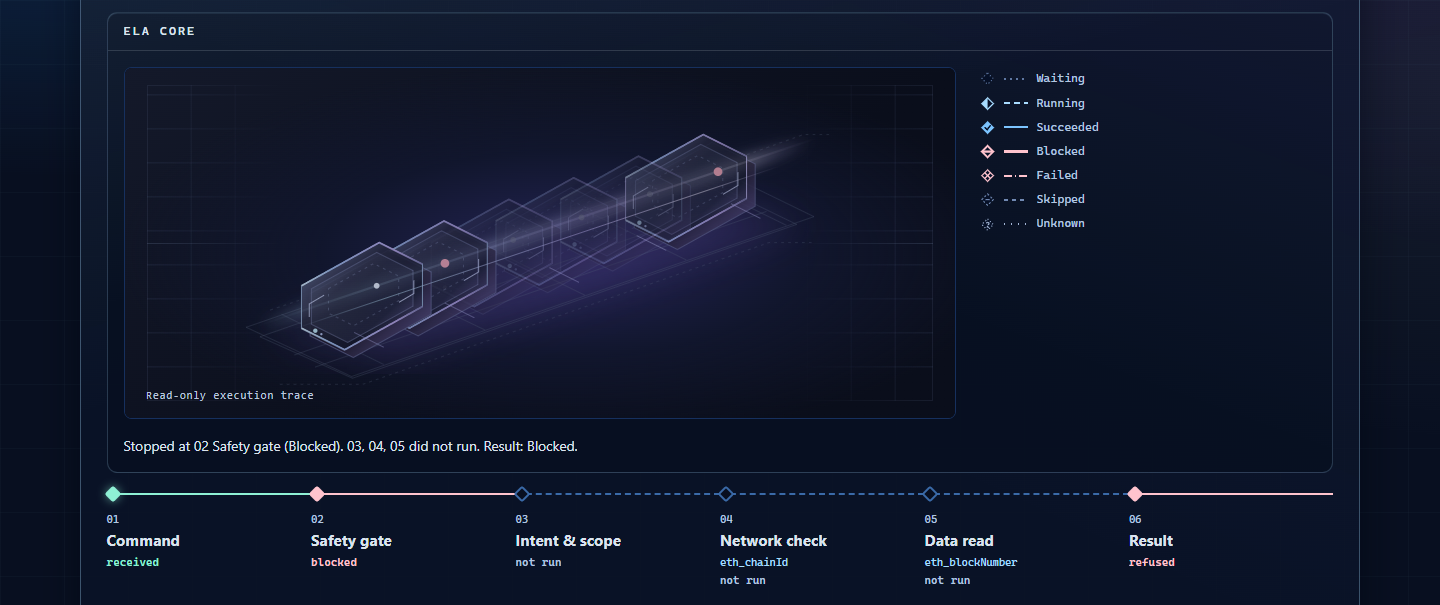 ELA CORE
Waiting
Running
Succeeded
Blocked
Failed
Skipped
Unknown
Read-only execution trace
Stopped at 02 Safety gate (Blocked). 03, 04, 05 did not run. Result: Blocked.
01
Command
received
02
Safety gate
blocked
03
Intent & scope
not run
04
Network check
eth_chainId
not run
05
Data read
eth_blockNumber
not run
06
Result
refused